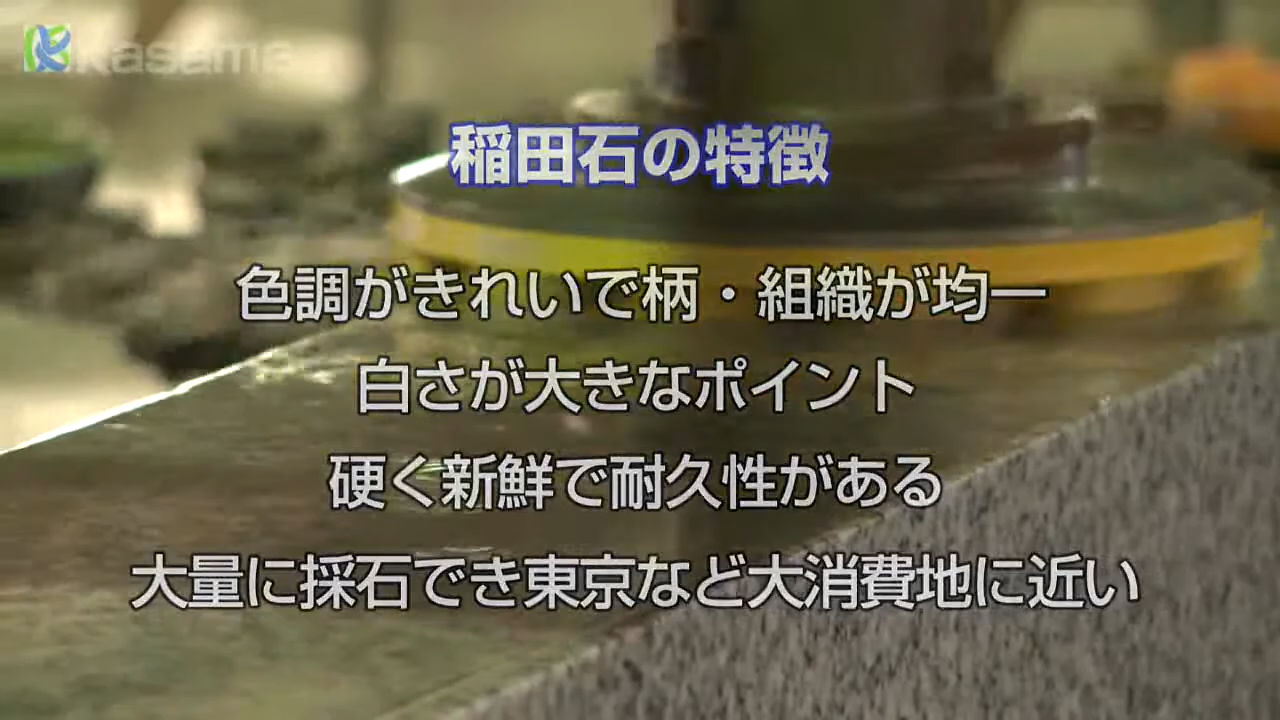 Kasama
稲田石の特徴
色調がきれいで柄・組織が均一
白さが大きなポイント
硬く新鮮で耐久性がある
大量に採石でき東京など大消費地に近い